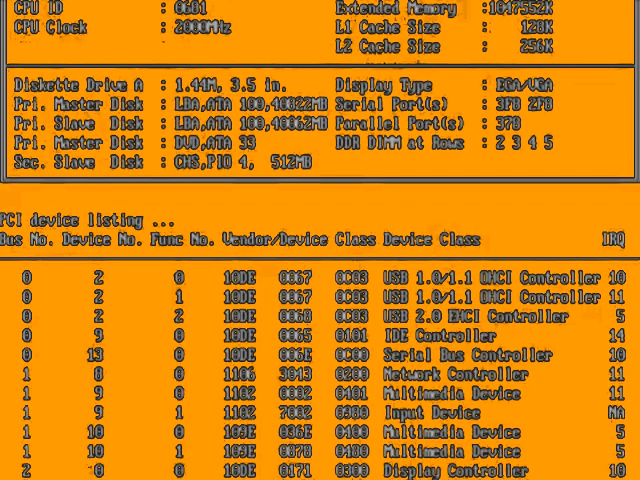 CPU ID : 0681 Extended Memory :1047552K
CPU Clock : 2000MHz L1 Cache Size : 128K
L2 Cache Size : 256K
Diskette Drive A : 1.44M, 3.5 in. Display Type : EGA/VGA
Pri. Master Disk : LBA,ATA 100,40022MB Serial Port(s) : 3F8 2F8
Pri. Slave Disk : LBA,ATA 100,40062MB Parallel Port(s) : 378
Pri. Master Disk : DVD,ATA 33 DDR DIMM at Rows : 2 3 4 5
Sec. Slave Disk : CHS,PIO 4, 512MB
PCI device listing ...
Bus No. Device No. Func No. Vendor/Device Class Device Class IRQ
0 2 0 10DE 0067 0C03 USB 1.0/1.1 OHCI Controller 10
0 2 1 10DE 0067 0C03 USB 1.0/1.1 OHCI Controller 11
0 2 2 10DE 0068 0C03 USB 2.0 EHCI Controller 5
0 9 0 10DE 0065 0101 IDE Controller 14
0 13 0 10DE 006E 0C00 Serial Bus Controller 10
1 8 0 1106 3043 0200 Network Controller 11
1 9 0 1102 0002 0401 Multimedia Device 11
1 9 1 1102 7002 0980 Input Device NA
1 10 0 109E 036E 0400 Multimedia Device 5
1 10 1 109E 0878 0480 Multimedia Device 5
2 0 0 10DE 0171 0300 Display Controller 10